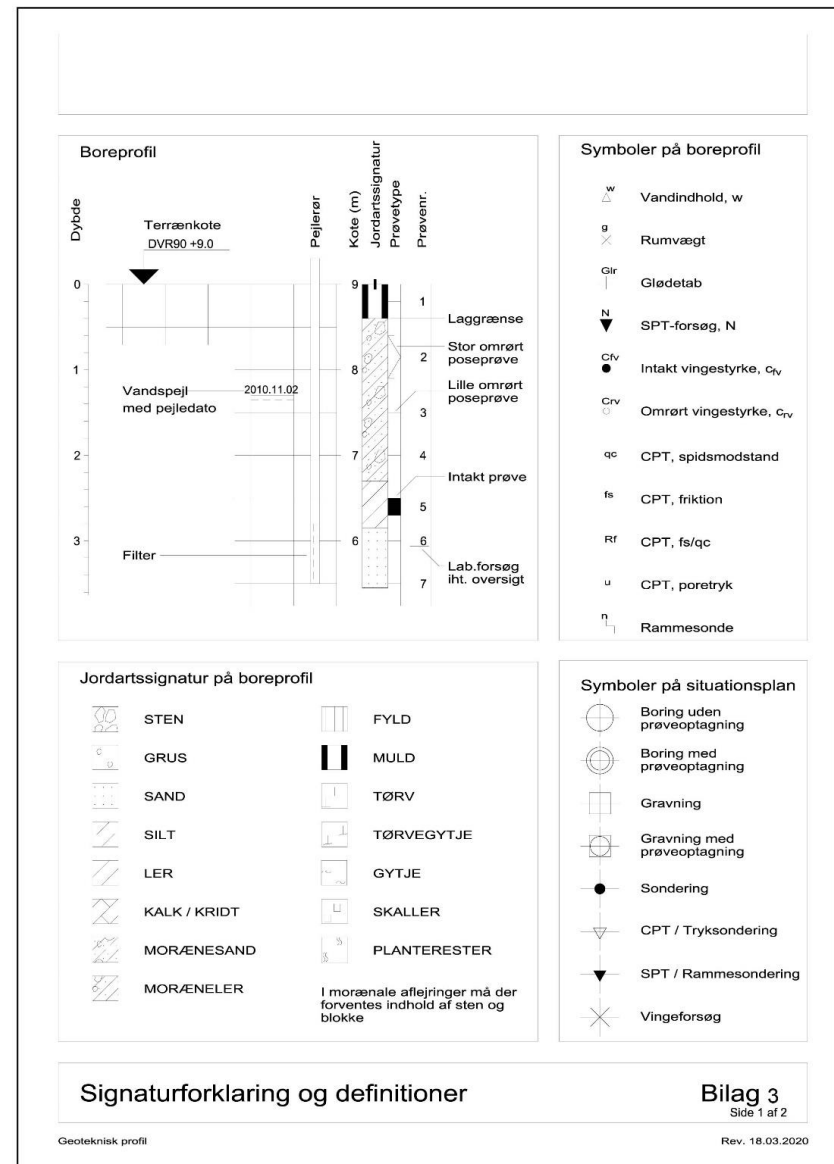 Boreprofil
Dybde
Terrænkote
DVR90 +9.0
Pejlerør
Kote (m)
Jordartssignatur
Prøvetype
Prøvenr.
0
9
1
Laggrænse
Stor omrørt
poseprøve
2
1
8
Lille omrørt
poseprøve
Vandspejl
med pejledato
2010.11.02
3
2
7
4
Intakt prøve
5
3
6
6
Filter
Lab.forsøg
iht. oversigt
7
Symboler på boreprofil
w
Vandindhold, w
g
Rumvægt
Glr
Glødetab
N
SPT-forsøg, N
Cfv
Intakt vingestyrke, cfv
Crv
Omrørt vingestyrke, crv
qc CPT, spidsmodstand
fs CPT, friktion
Rf CPT, fs/qc
u CPT, poretryk
n
Rammesonde
Jordartssignatur på boreprofil
STEN
GRUS
SAND
SILT
LER
KALK / KRIDT
MORÆNESAND
MORÆNELER
FYLD
MULD
TØRV
TØRVEGYTJE
GYTJE
SKALLER
PLANTERESTER
I morænale aflejringer må der
forventes indhold af sten og
blokke
Symboler på situationsplan
Boring uden
prøveoptagning
Boring med
prøveoptagning
Gravning
Gravning med
prøveoptagning
Sondering
CPT / Tryksondering
SPT / Rammesondering
Vingeforsøg
Signaturforklaring og definitioner
Bilag 3
Side 1 af 2
Geoteknisk profil
Rev. 18.03.2020